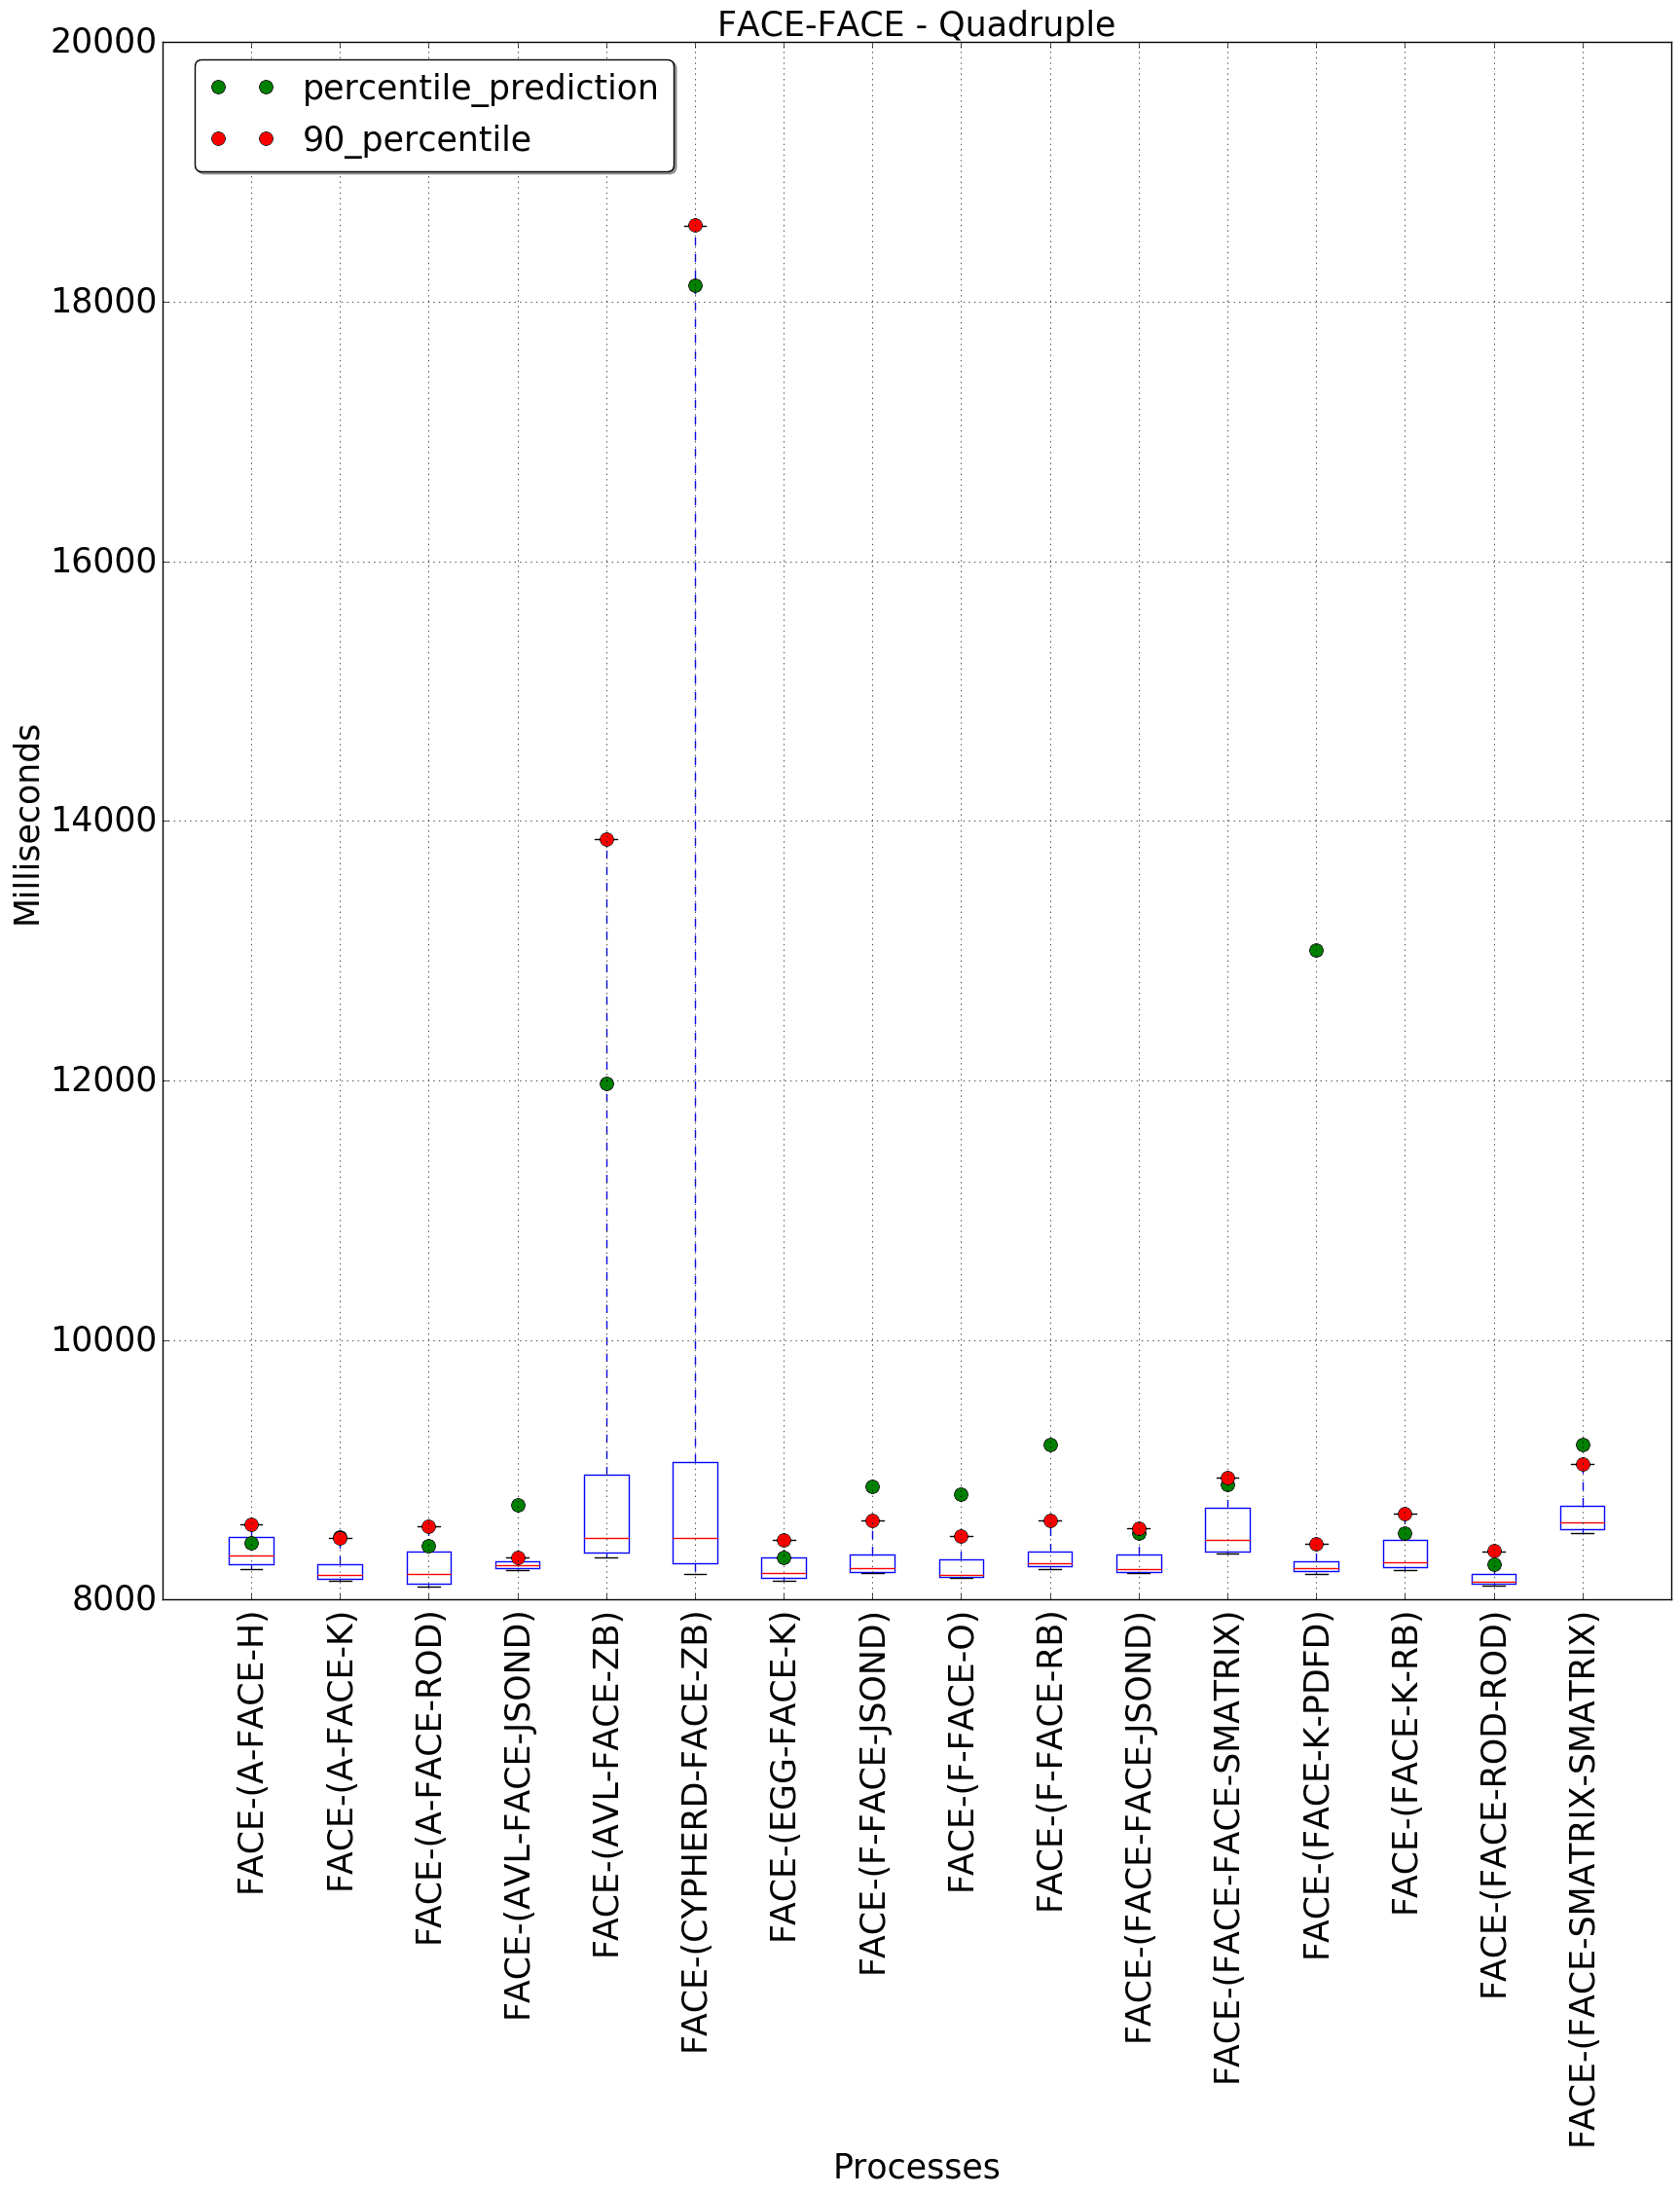 FACE-FACE - Quadruple
percentile_prediction
90_percentile
20000
18000
16000
14000
12000
10000
8000
Milliseconds
FACE-(A-FACE-H)
FACE-(A-FACE-K)
FACE-(A-FACE-ROD)
FACE-(AVL-FACE-JSOND)
FACE-(AVL-FACE-ZB)
FACE-(CYPHERD-FACE-ZB)
FACE-(EGG-FACE-K)
FACE-(F-FACE-JSOND)
FACE-(F-FACE-O)
FACE-(F-FACE-RB)
FACE-(FACE-FACE-JSOND)
FACE-(FACE-FACE-SMATRIX)
FACE-(FACE-K-PDFD)
FACE-(FACE-K-RB)
FACE-(FACE-ROD-ROD)
FACE-(FACE-SMATRIX-SMATRIX)
Processes